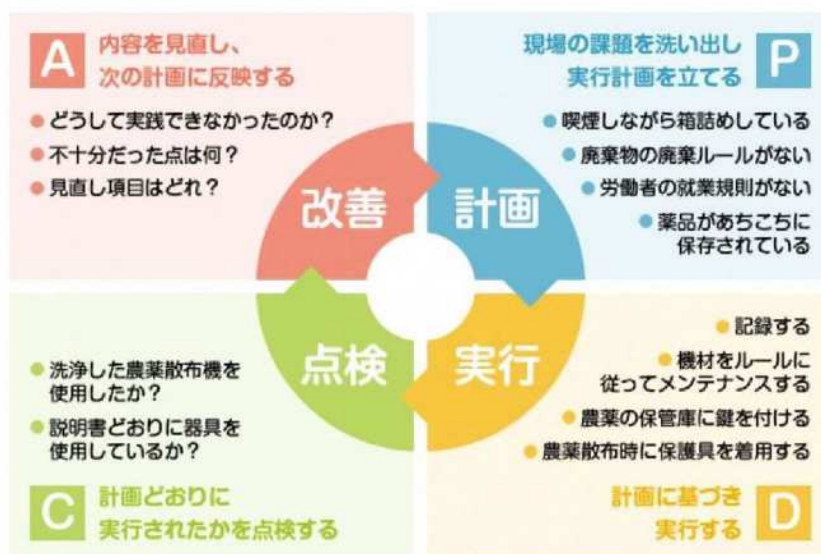 A
内容を見直し、
次の計画に反映する
● どうして実践できなかったのか？
● 不十分だった点は何？
● 見直し項目はどれ？
改善
現場の課題を洗い出し
実行計画を立てる
P
● 喫煙しながら箱詰めしている
● 廃棄物の廃棄ルールがない
● 労働者の就業規則がない
● 薬品があちこちに
保存されている
計画
点検
● 洗浄した農薬散布機を
使用したか？
● 説明書どおりに器具を
使用しているか？
C
計画どおりに
実行されたかを点検する
実行
● 記録する
● 機材をルールに
従ってメンテナンスする
● 農薬の保管庫に鍵を付ける
● 農薬散布時に保護具を着用する
計画に基づき
実行する
D